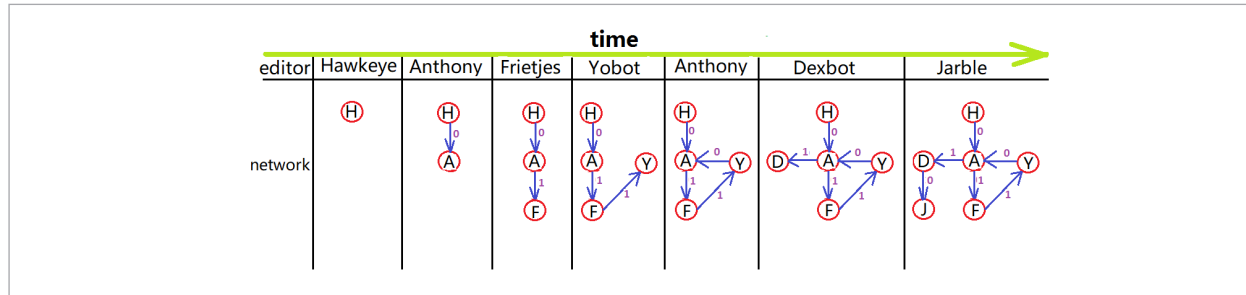 time
editor Hawkeye Anthony Frietjes Yobot Anthony Dexbot Jarble
H H H H H H H
0 0 0 0 0 0 0
network A A A Y A 0 Y D 1 A 0 Y D 1 A 0 Y
1 1 1 1 1 1 1 0 1 1
F F F F J F